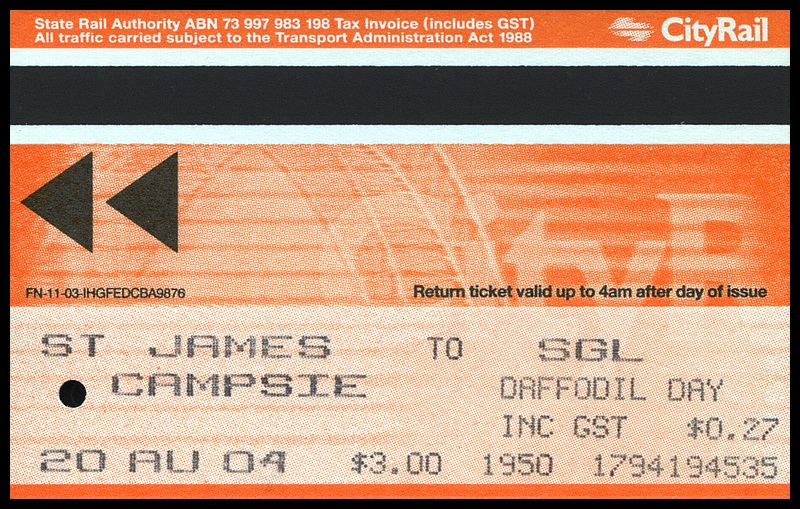 State Rail Authority ABN 73 997 983 198 Tax Invoice (includes GST)
All traffic carried subject to the Transport Administration Act 1988
CityRail
FN-11-03-IHGFEDCBA9876
Return ticket valid up to 4am after day of issue
ST JAMES TO SGL
CAMPSIE DAFFODIL DAY
INC GST $0.27
20 AU 04 $3.00 1950 1794194535